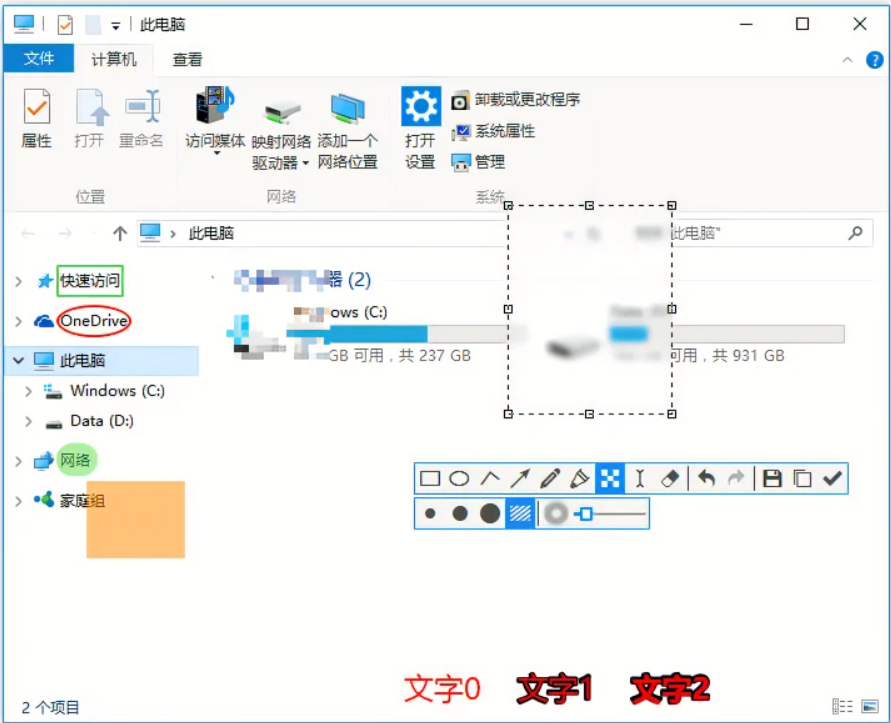 此电脑
文件 计算机 查看
属性 打开 重命名 访问媒体 映射网络驱动器 添加一个网络位置 打开设置 卸载或更改程序
系统属性
管理
位置 网络 系统
此电脑 此电脑"
快速访问 器 (2)
OneDrive ows (C:)
此电脑 GB 可用，共 237 GB 可用，共 931 GB
Windows (C:)
Data (D:)
网络
家庭组
文字0 文字1 文字2
2 个项目